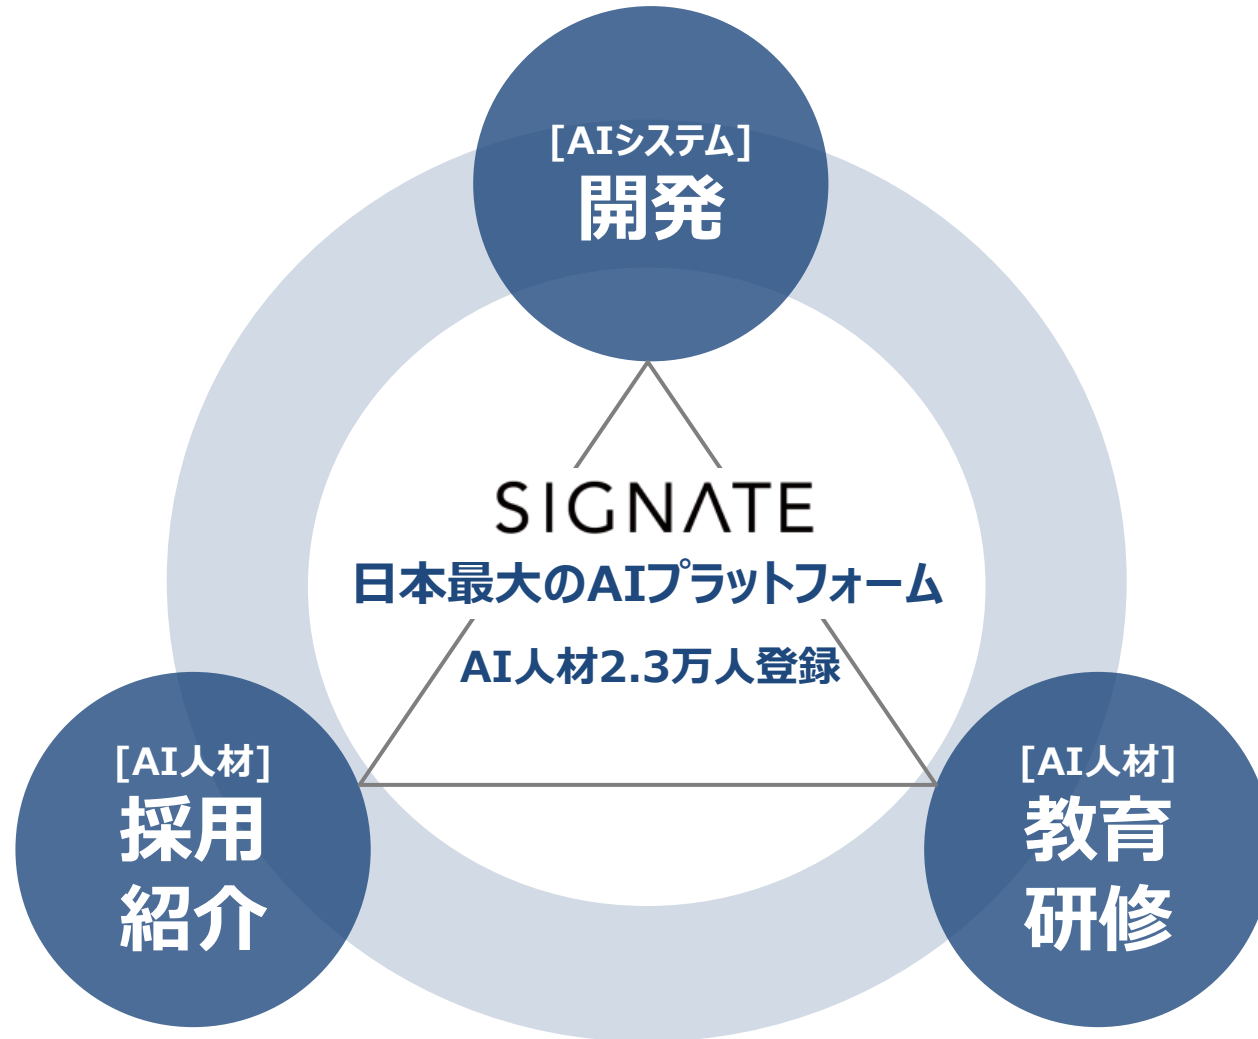 [AIシステム]
開発
SIGNATE
日本最大のAIプラットフォーム
AI人材2.3万人登録
[AI人材]
採用
紹介
[AI人材]
教育
研修